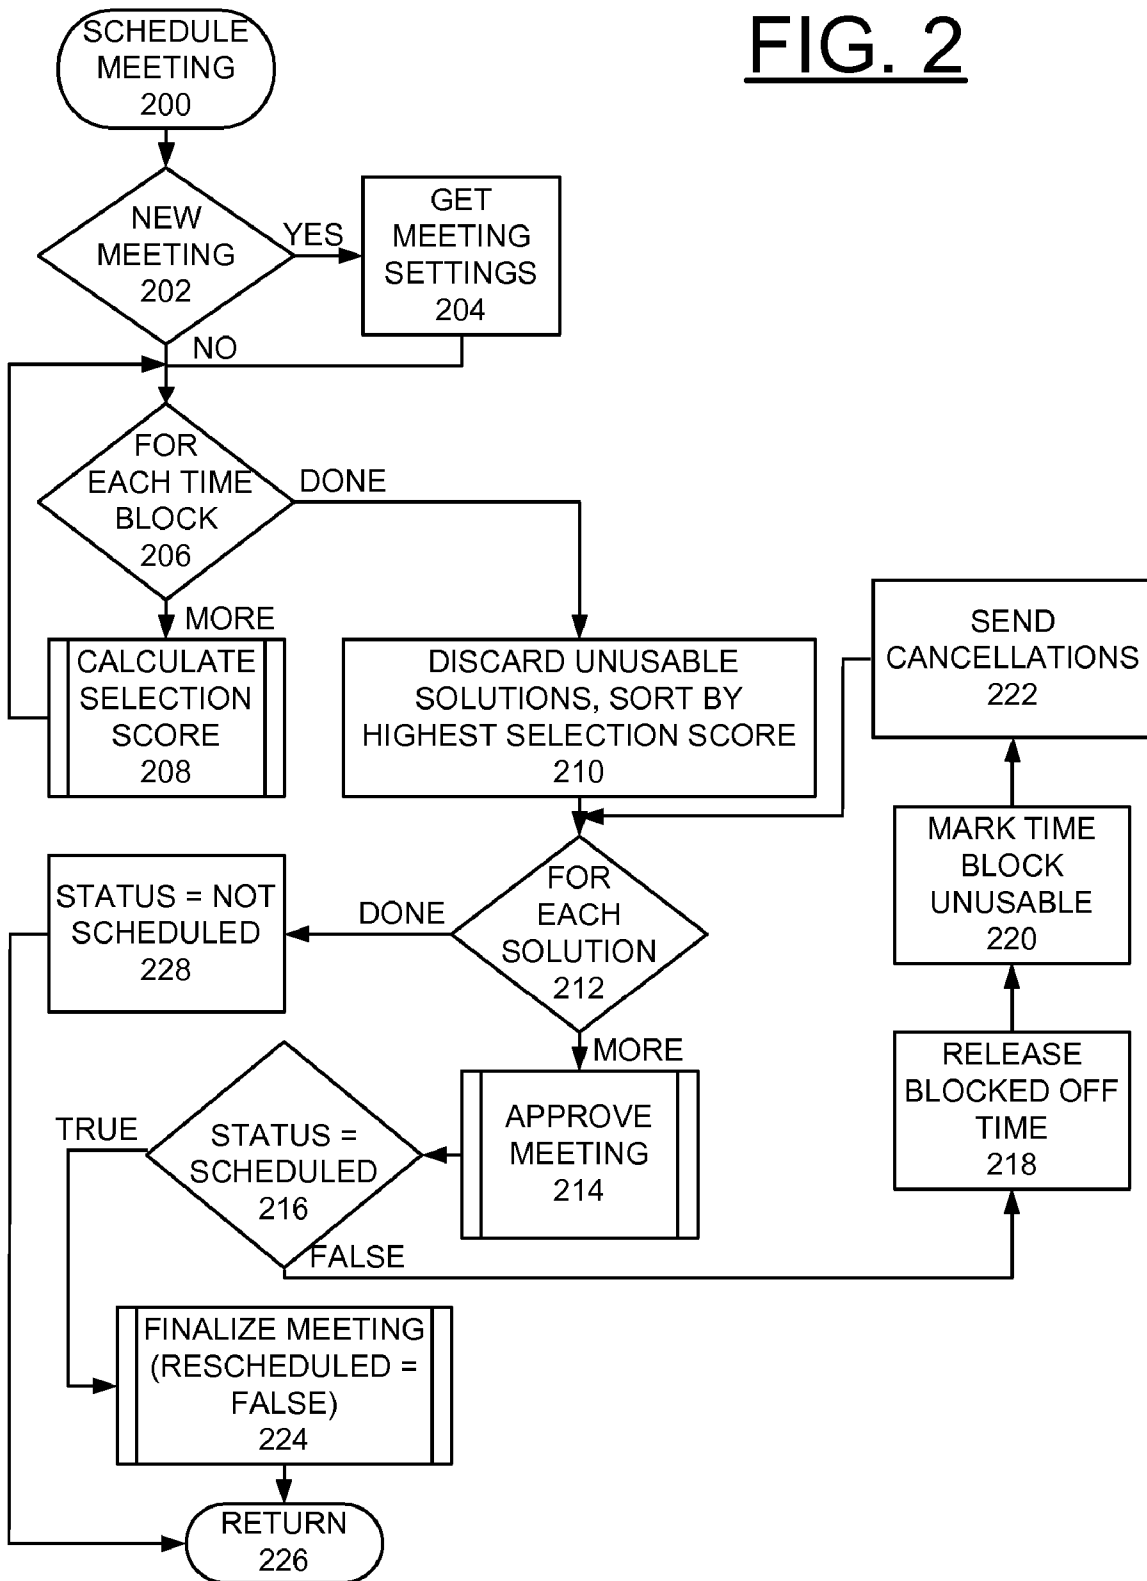 FIG. 2
SCHEDULE
MEETING
200
NEW
MEETING
202
YES
GET
MEETING
SETTINGS
204
NO
FOR
EACH TIME
BLOCK
206
DONE
MORE
CALCULATE
SELECTION
SCORE
208
DISCARD UNUSABLE
SOLUTIONS, SORT BY
HIGHEST SELECTION SCORE
210
SEND
CANCELLATIONS
222
MARK TIME
BLOCK
UNUSABLE
220
FOR
EACH
SOLUTION
212
DONE
STATUS = NOT
SCHEDULED
228
MORE
APPROVE
MEETING
214
RELEASE
BLOCKED OFF
TIME
218
STATUS =
SCHEDULED
216
TRUE
FALSE
FINALIZE MEETING
(RESCHEDULED =
FALSE)
224
RETURN
226